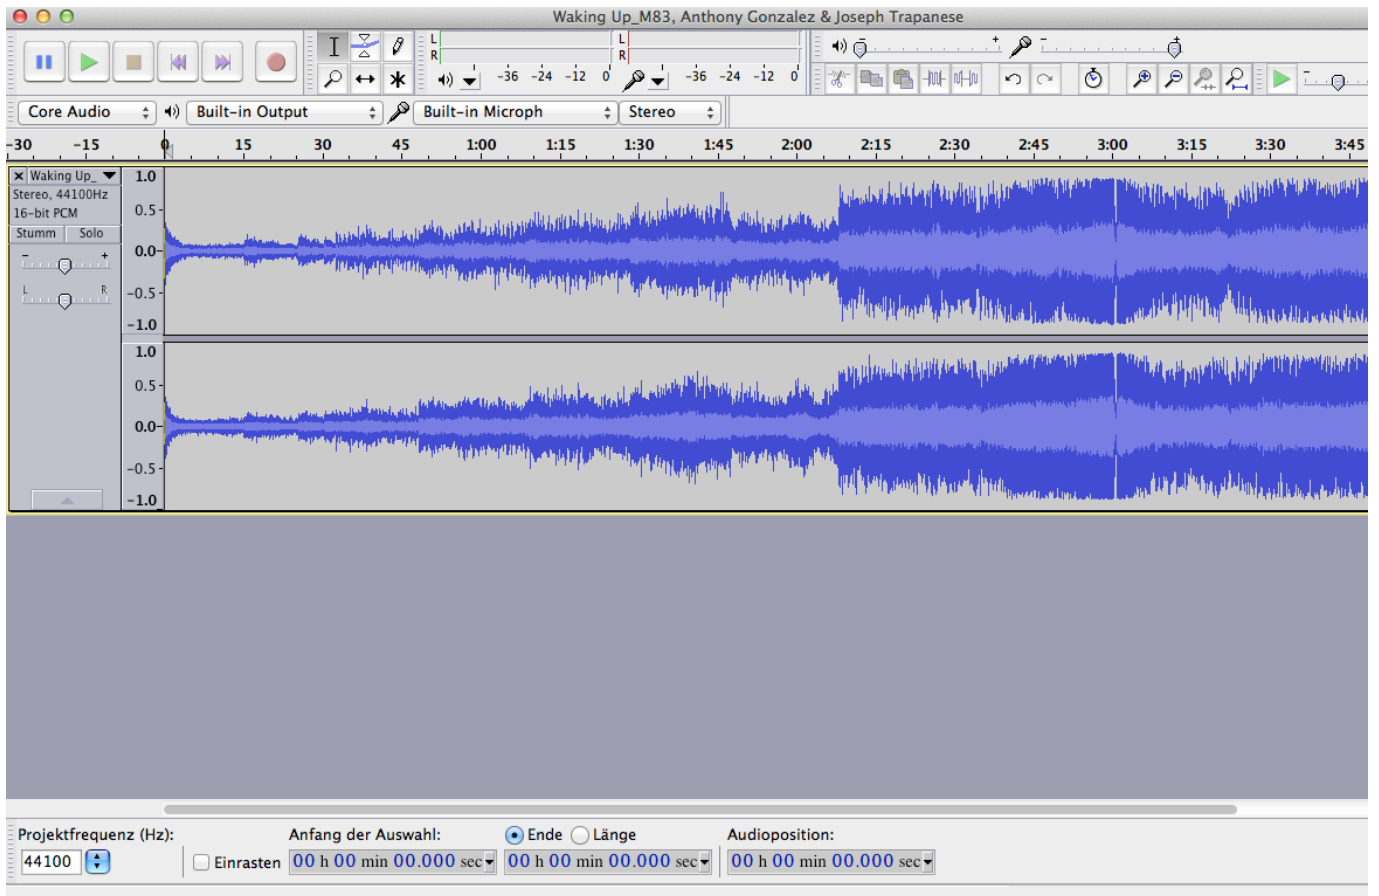 Waking Up_M83, Anthony Gonzalez & Joseph Trapanese
L
R
-36 -24 -12 0
L
R
-36 -24 -12 0
- +
- +
Core Audio
Built-in Output
Built-in Microph
Stereo
-30 -15 0 15 30 45 1:00 1:15 1:30 1:45 2:00 2:15 2:30 2:45 3:00 3:15 3:30 3:45
Waking Up_
Stereo, 44100Hz
16-bit PCM
Stumm Solo
- +
L R
1.0
0.5-
0.0-
-0.5-
-1.0
1.0
0.5-
0.0-
-0.5-
-1.0
Projektfrequenz (Hz): Anfang der Auswahl: Ende Länge Audioposition:
44100 Einrasten 00 h 00 min 00.000 sec 00 h 00 min 00.000 sec 00 h 00 min 00.000 sec